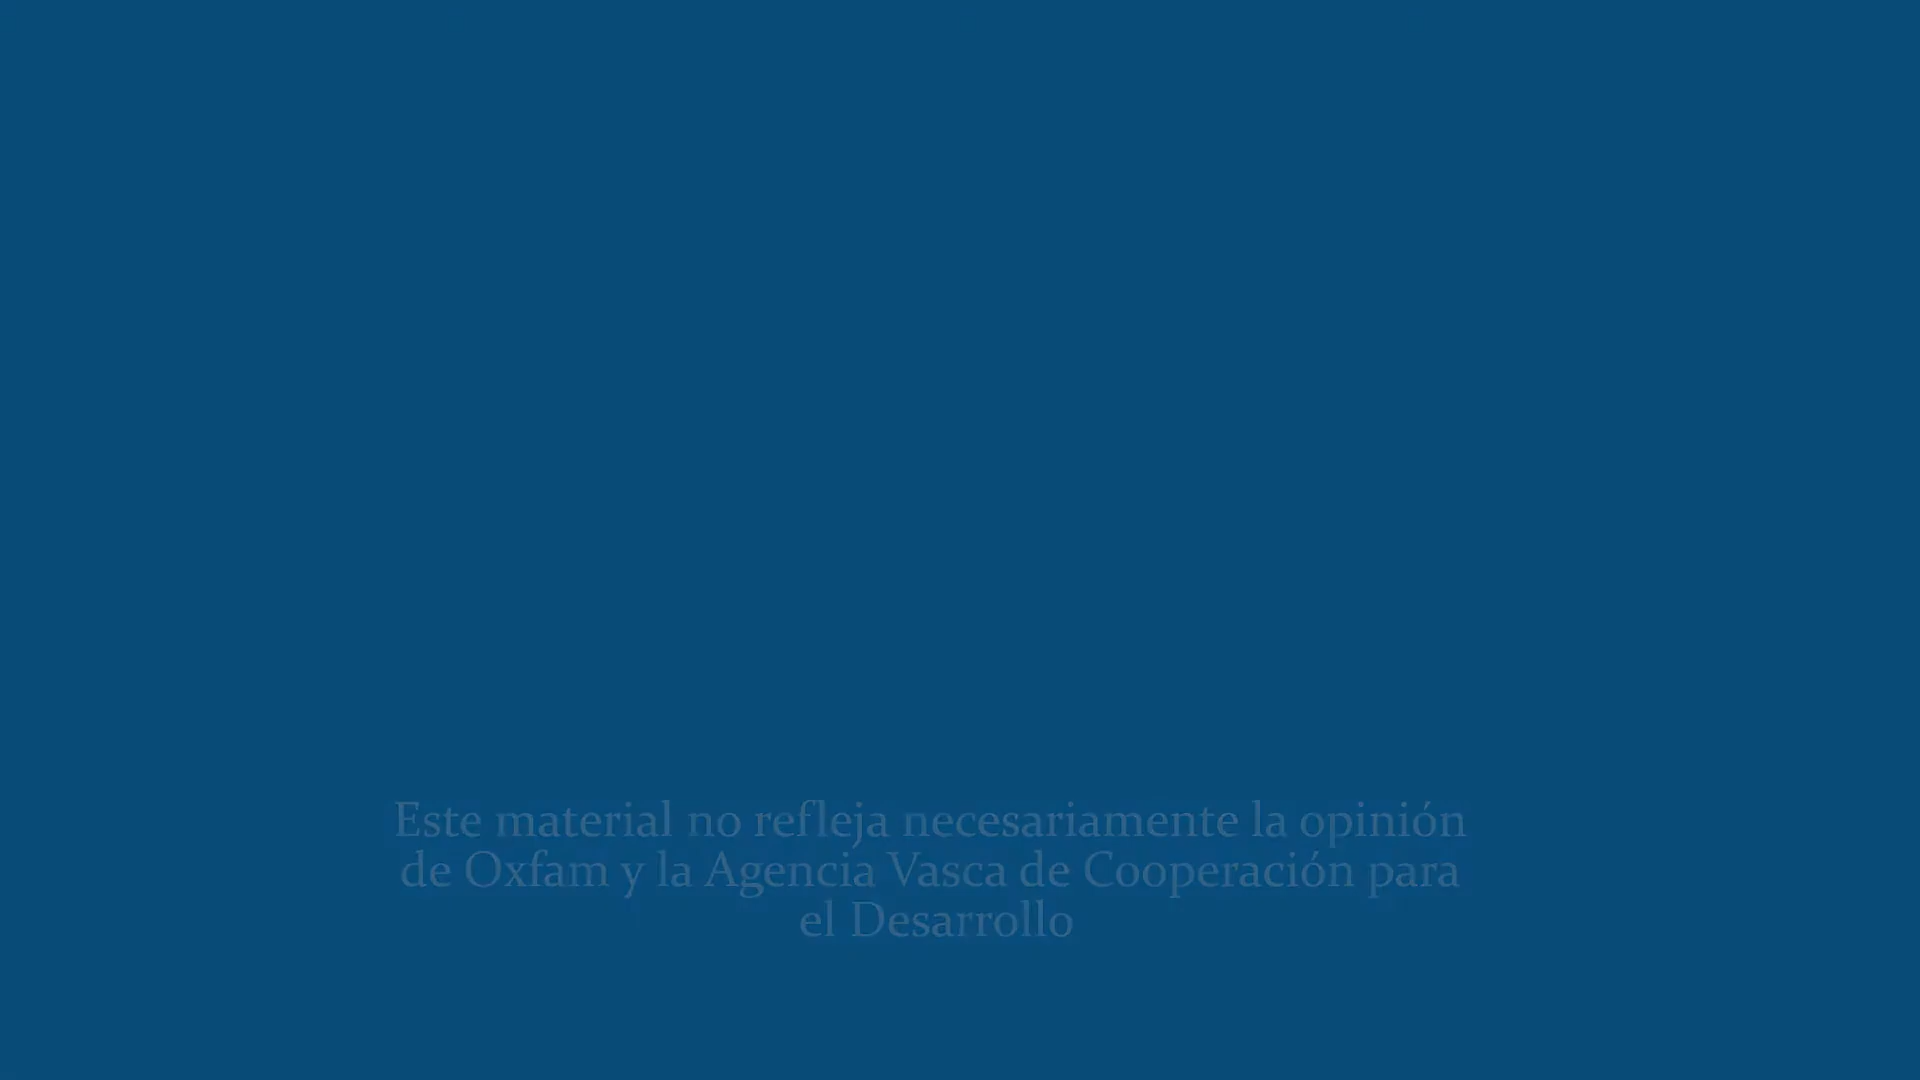 Este material no refleja necesariamente la opinión
de Oxfam y la Agencia Vasca de Cooperación para
el Desarrollo